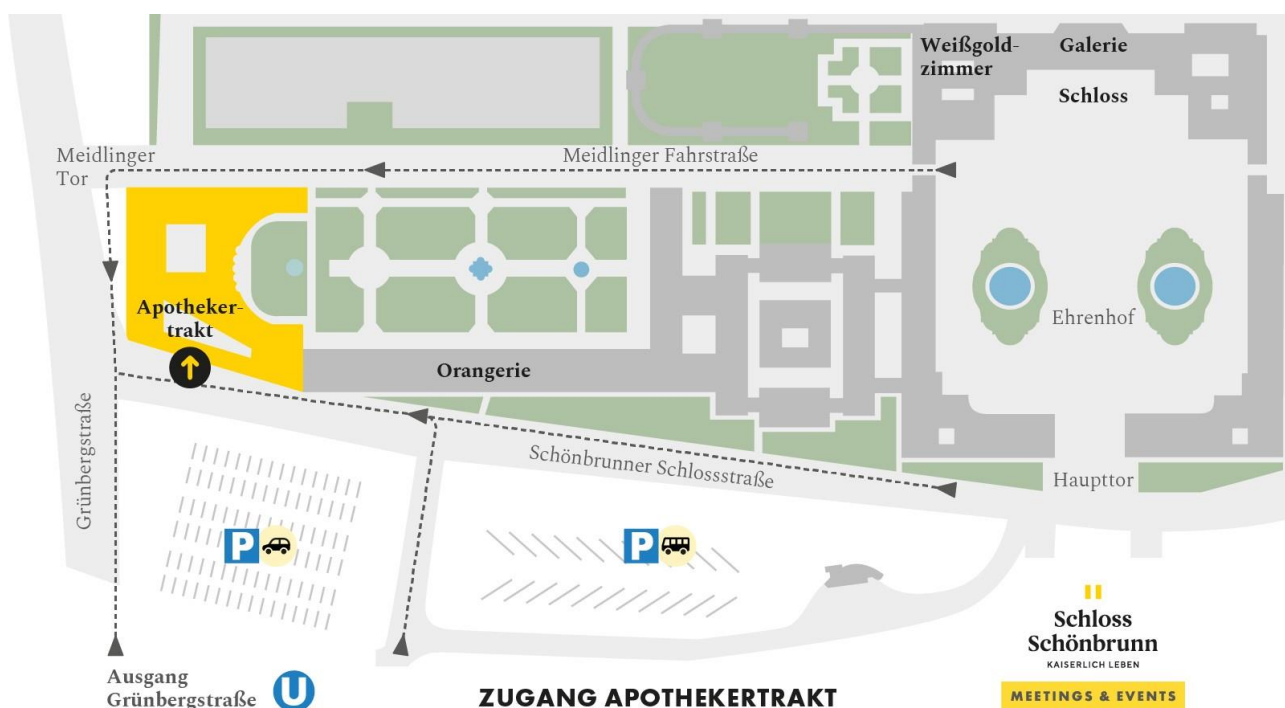 Weißgold-
zimmer
Galerie
Schloss
Meidlinger
Tor
Meidlinger Fahrstraße
Apotheker-
trakt
Ehrenhof
Orangerie
Grünbergstraße
Schönbrunner Schlossstraße
Haupttor
P
P
Schloss
Schönbrunn
KAISERLICH LEBEN
MEETINGS & EVENTS
Ausgang
Grünbergstraße
U
ZUGANG APOTHEKERTRAKT